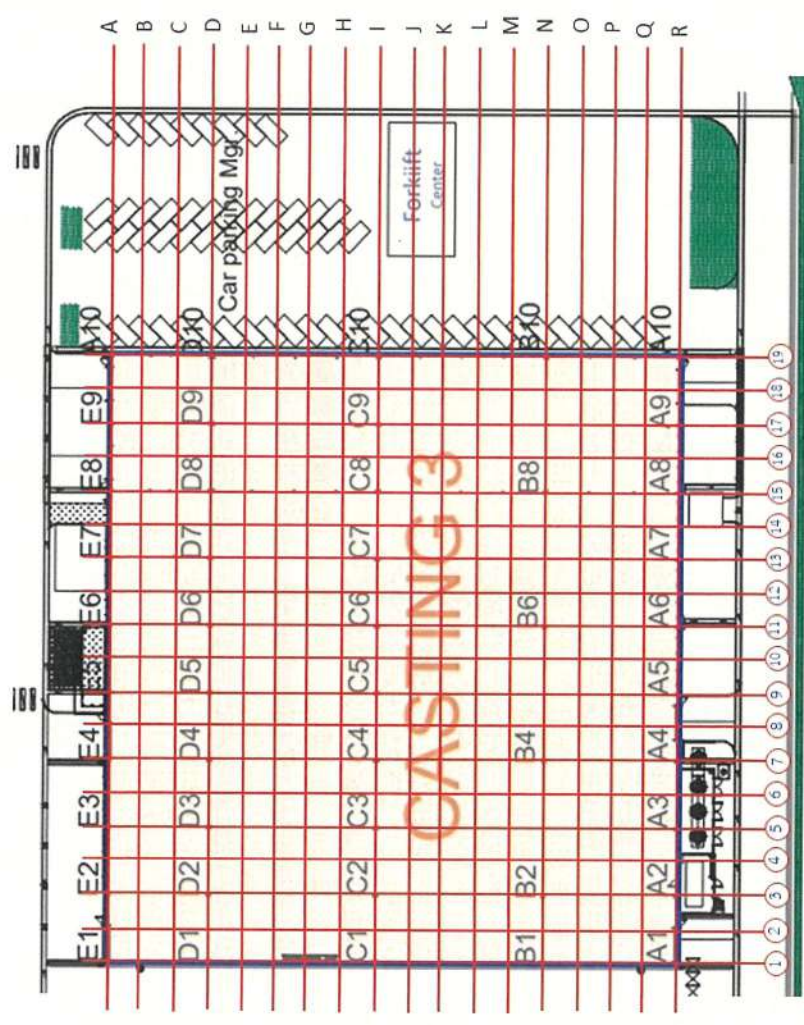 E1 E2 E3 E4 E6 E7 E8 E9 A10
A
B
C
D1 D2 D3 D4 D5 D6 D7 D8 D9 D10
D
Car parking Mgr.
E
F
G
H
C1 C2 C3 C4 C5 C6 C7 C8 C9
I
Forkiift
J
CASTING 3
Center
K
L
M
B1 B2 B4 B6 B8 B10
N
O
P
Q
A1 A2 A3 A4 A5 A6 A7 A8 A9 A10
R
1 2 3 4 5 6 7 8 9 10 11 12 13 14 15 16 17 18 19